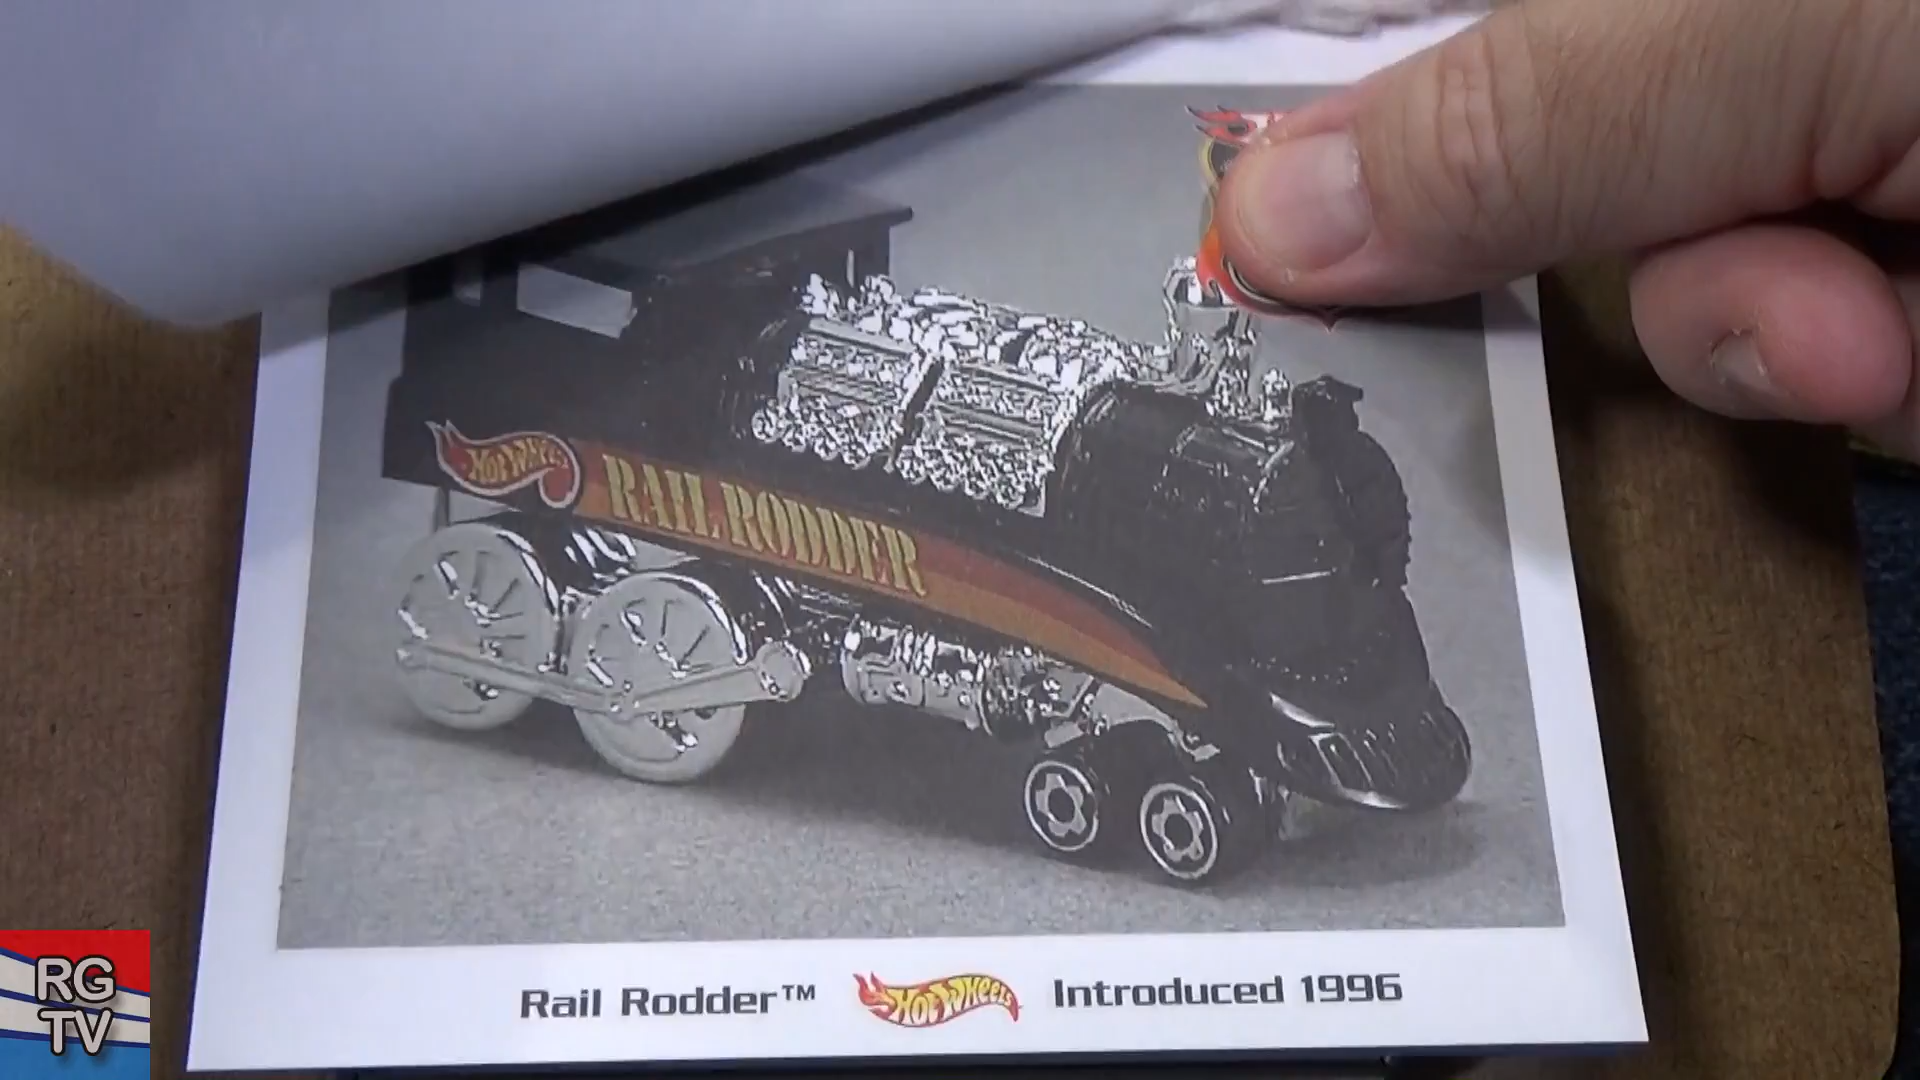 HOT WHEELS
RAIL RODDER
Rail Rodder™ HOT WHEELS Introduced 1996
RG
TV